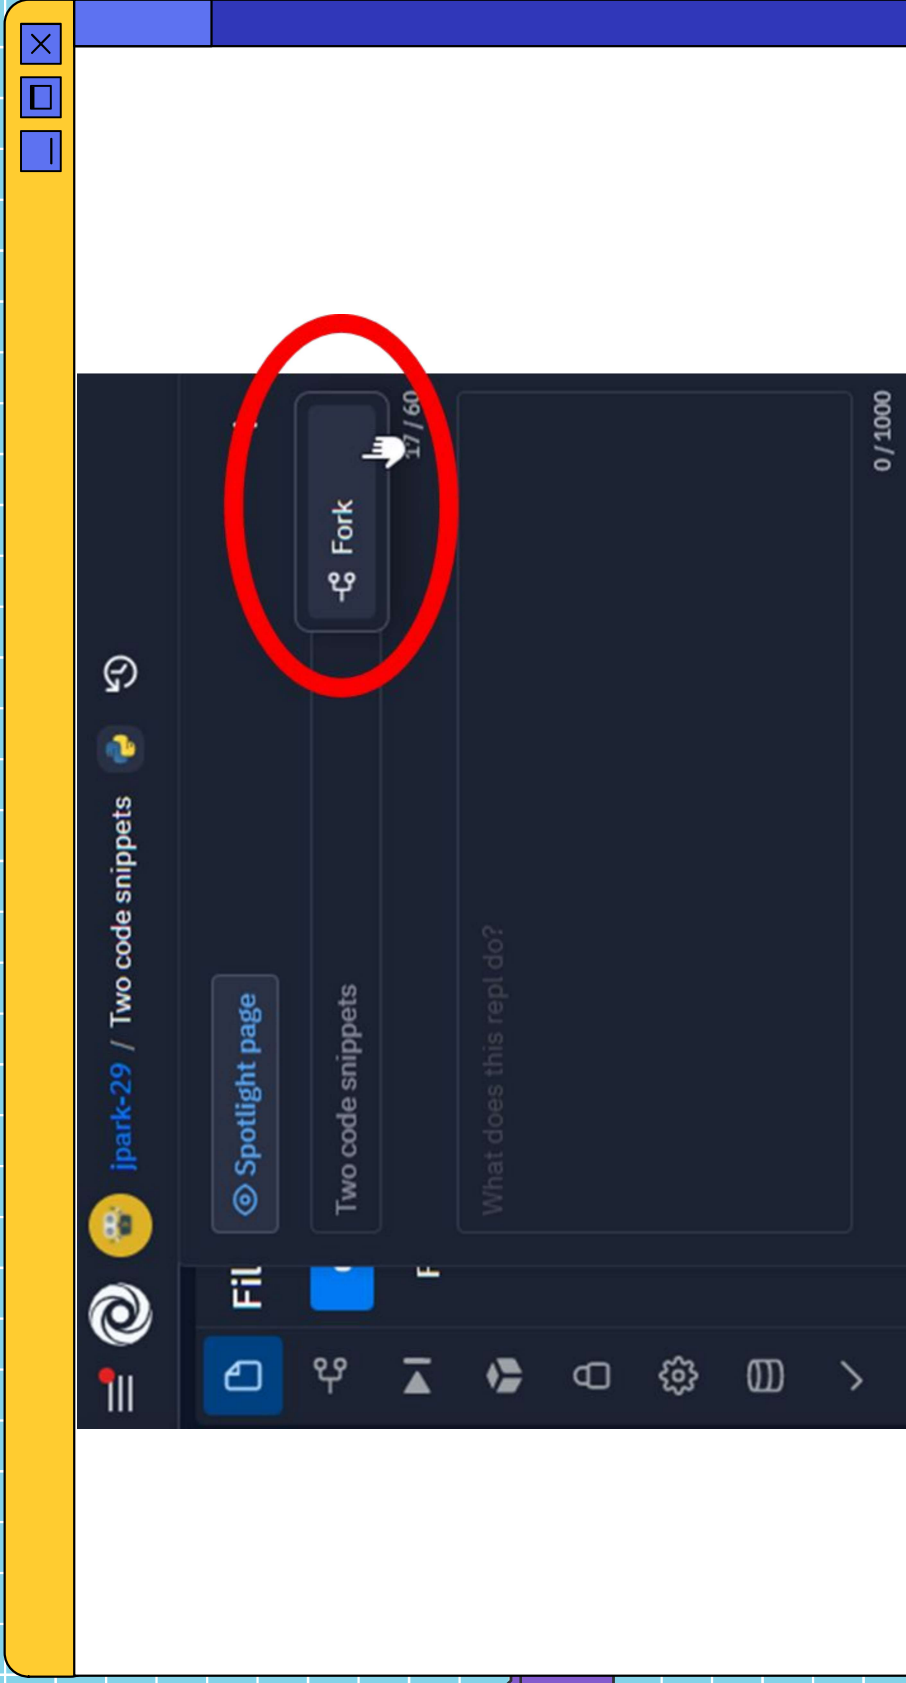 jpark-29 / Two code snippets
Spotlight page
Fork
Two code snippets
17/60
What does this repl do?
0/1000
Fil
F